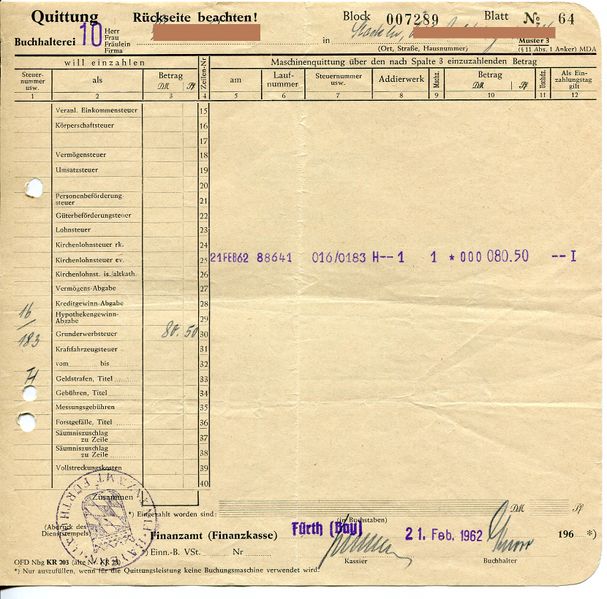 Quittung Rückseite beachten! Block 007289 Blatt № 64
Buchhalterei 10 Herr Frau Fräulein Firma in
(Ort, Straße, Hausnummer) Muster 3 (§ 11 Abs. 1 Anker) MDA
will einzahlen Maschinenquittung über den nach Spalte 3 einzuzahlenden Betrag
Steuernummer usw. als Betrag DM Pf Zeilen-Nr am Laufnummer Steuernummer usw. Addierwerk Betrag DM Pf Als Einzahlungstag gilt
1 2 3 4 5 6 7 8 9 10 11 12
Veranl. Einkommensteuer 15
Körperschaftsteuer 16
17
Vermögensteuer 18
Umsatzsteuer 19
20
Personenbeförderungsteuer 21
Güterbeförderungsteuer 22
Lohnsteuer 23
Kirchenlohnsteuer rk. 24
Kirchenlohnsteuer ev. 25 21FEB62 88641 016/0183 H--1 1 *000 080.50 --I
Kirchenlohnst. is./altkath. 26
Vermögens-Abgabe 27
Kreditgewinn-Abgabe 28
16 Hypothekengewinn-Abgabe 29
183 Grunderwerbsteuer 80.50 30
Kraftfahrzeugsteuer 31
vom bis 32
H Geldstrafen, Titel 33
Gebühren, Titel 34
Messungsgebühren 35
Forstgefälle, Titel 36
Säumniszuschlag zu Zeile 37
Säumniszuschlag zu Zeile 38
Vollstreckungskosten 39
40
Zusammen
*) Eingezahlt worden sind: DM Pf
(in Buchstaben)
(Abdruck des Dienststempels) Finanzamt (Finanzkasse) Fürth (Bay) 21. Feb. 1962 196 *)
Einn.-B. VSt. Nr Kassier Buchhalter
OFD Nbg KR 203 (alte Nr. KR 23)
*) Nur auszufüllen, wenn für die Quittungsleistung keine Buchungsmaschine verwendet wird.